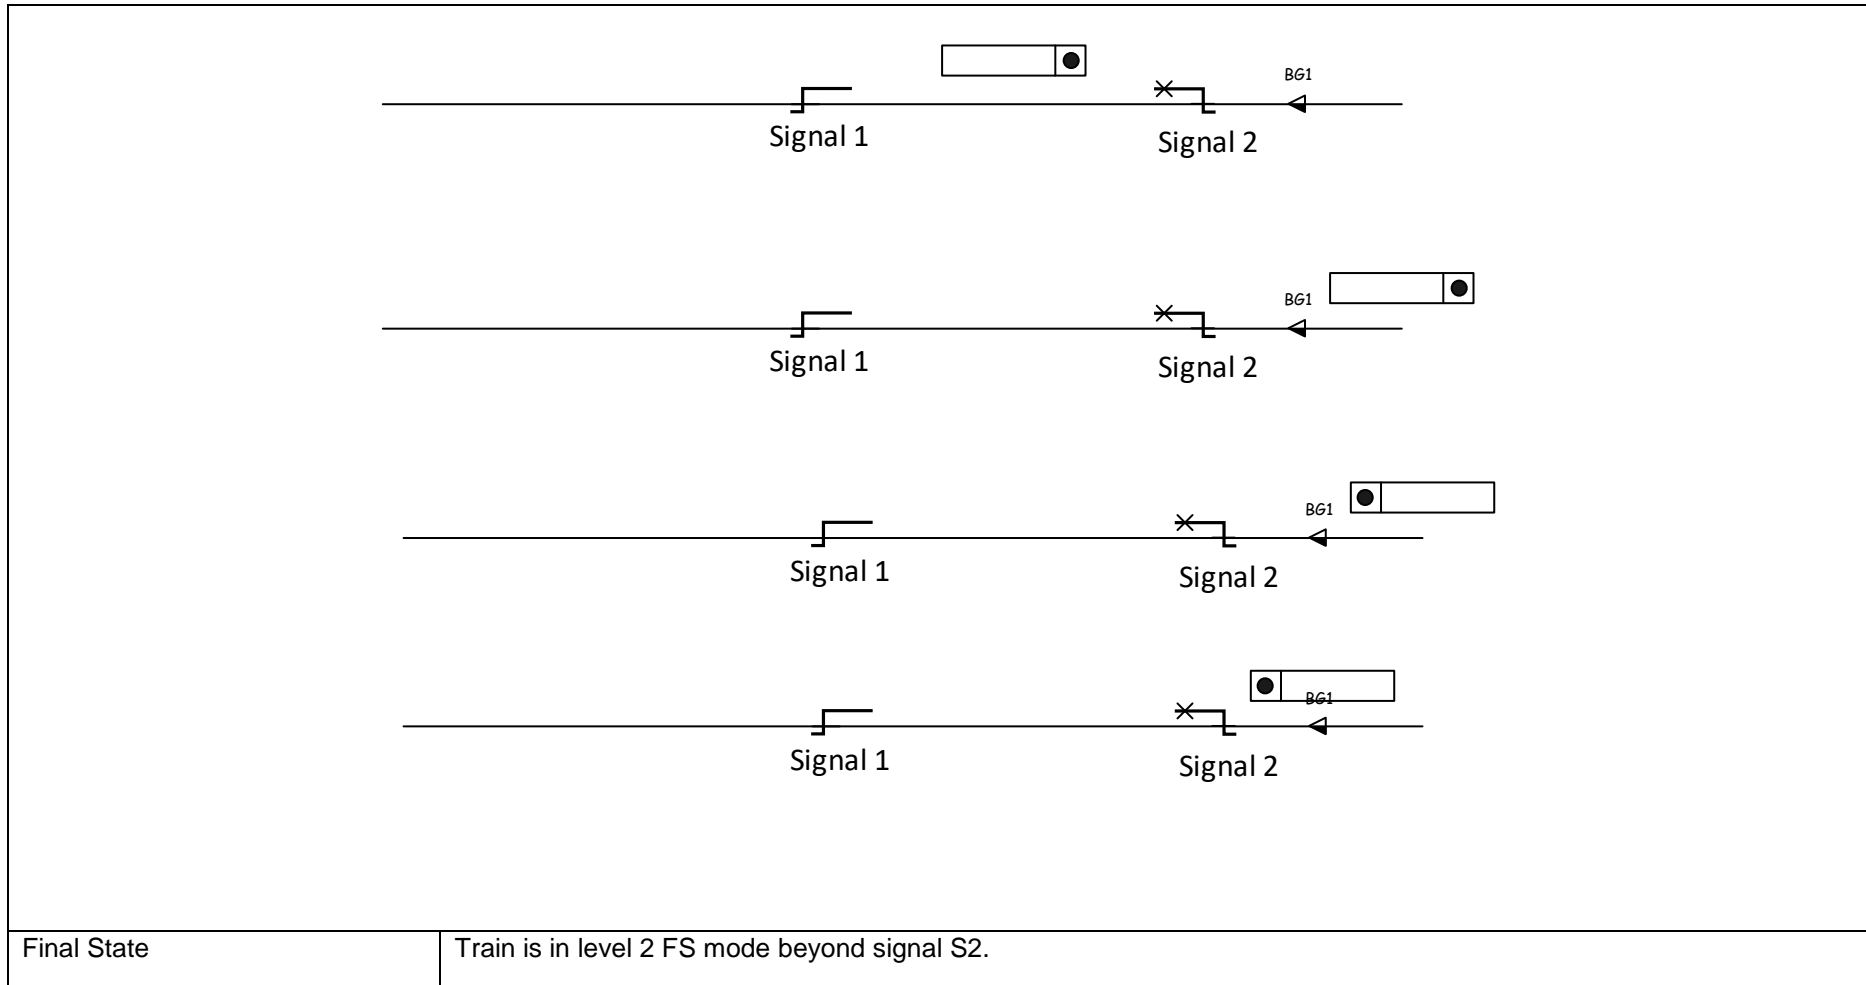 BG1
Signal 1
Signal 2
BG1
Signal 1
Signal 2
BG1
Signal 1
Signal 2
BG1
Signal 1
Signal 2
Final State
Train is in level 2 FS mode beyond signal S2.